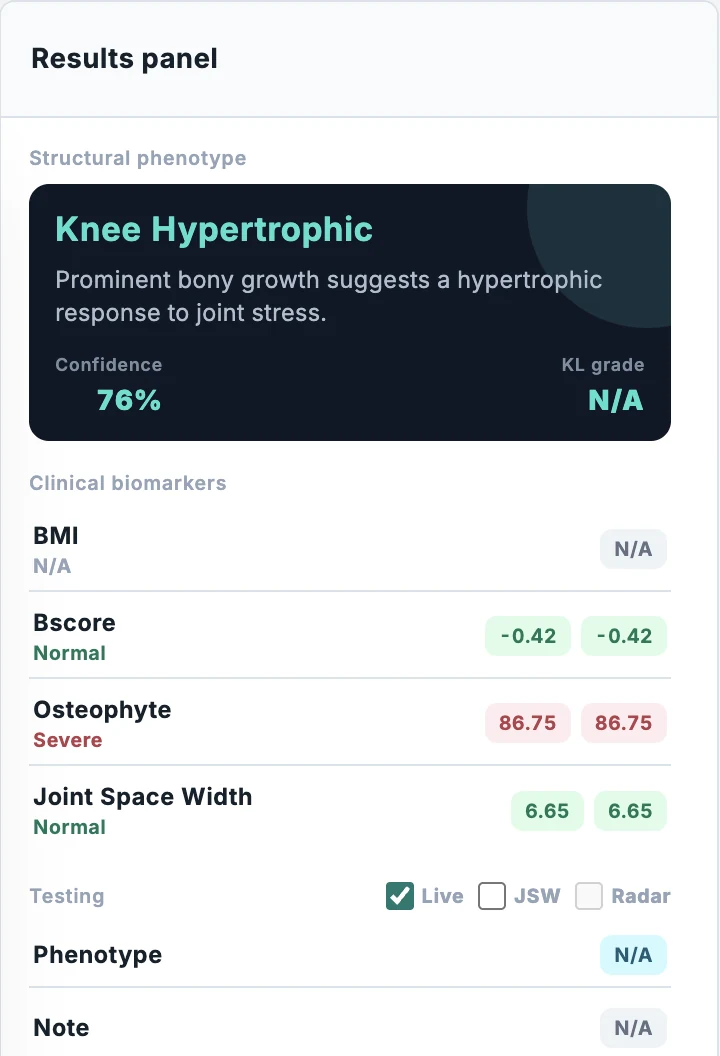 Results panel
Structural phenotype
Knee Hypertrophic
Prominent bony growth suggests a hypertrophic
response to joint stress.
Confidence KL grade
76% N/A
Clinical biomarkers
BMI
N/A
N/A
Bscore
Normal
-0.42 -0.42
Osteophyte
Severe
86.75 86.75
Joint Space Width
Normal
6.65 6.65
Testing Live JSW Radar
Phenotype N/A
Note N/A